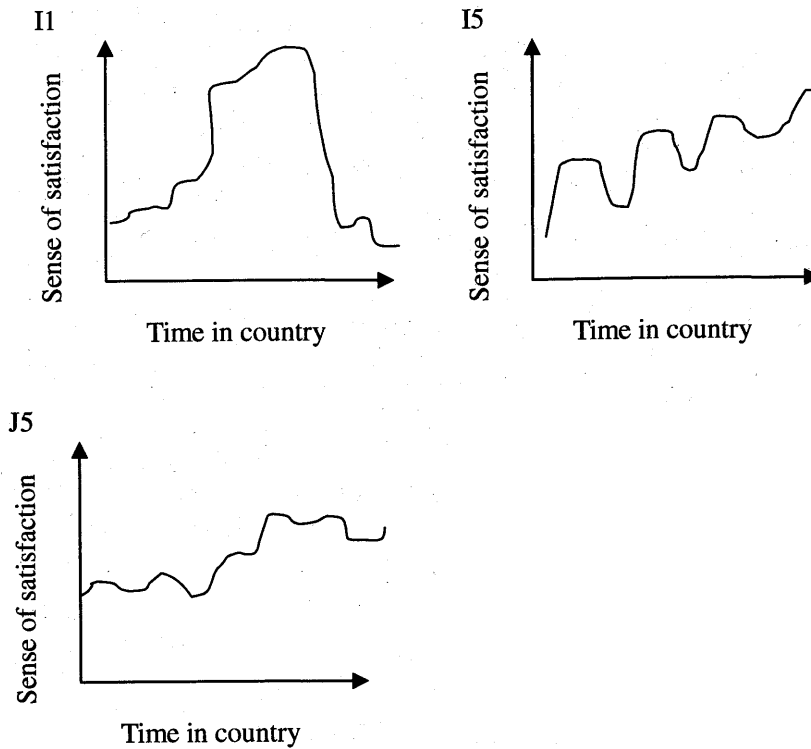 I1
Sense of satisfaction
Time in country
I5
Sense of satisfaction
Time in country
J5
Sense of satisfaction
Time in country